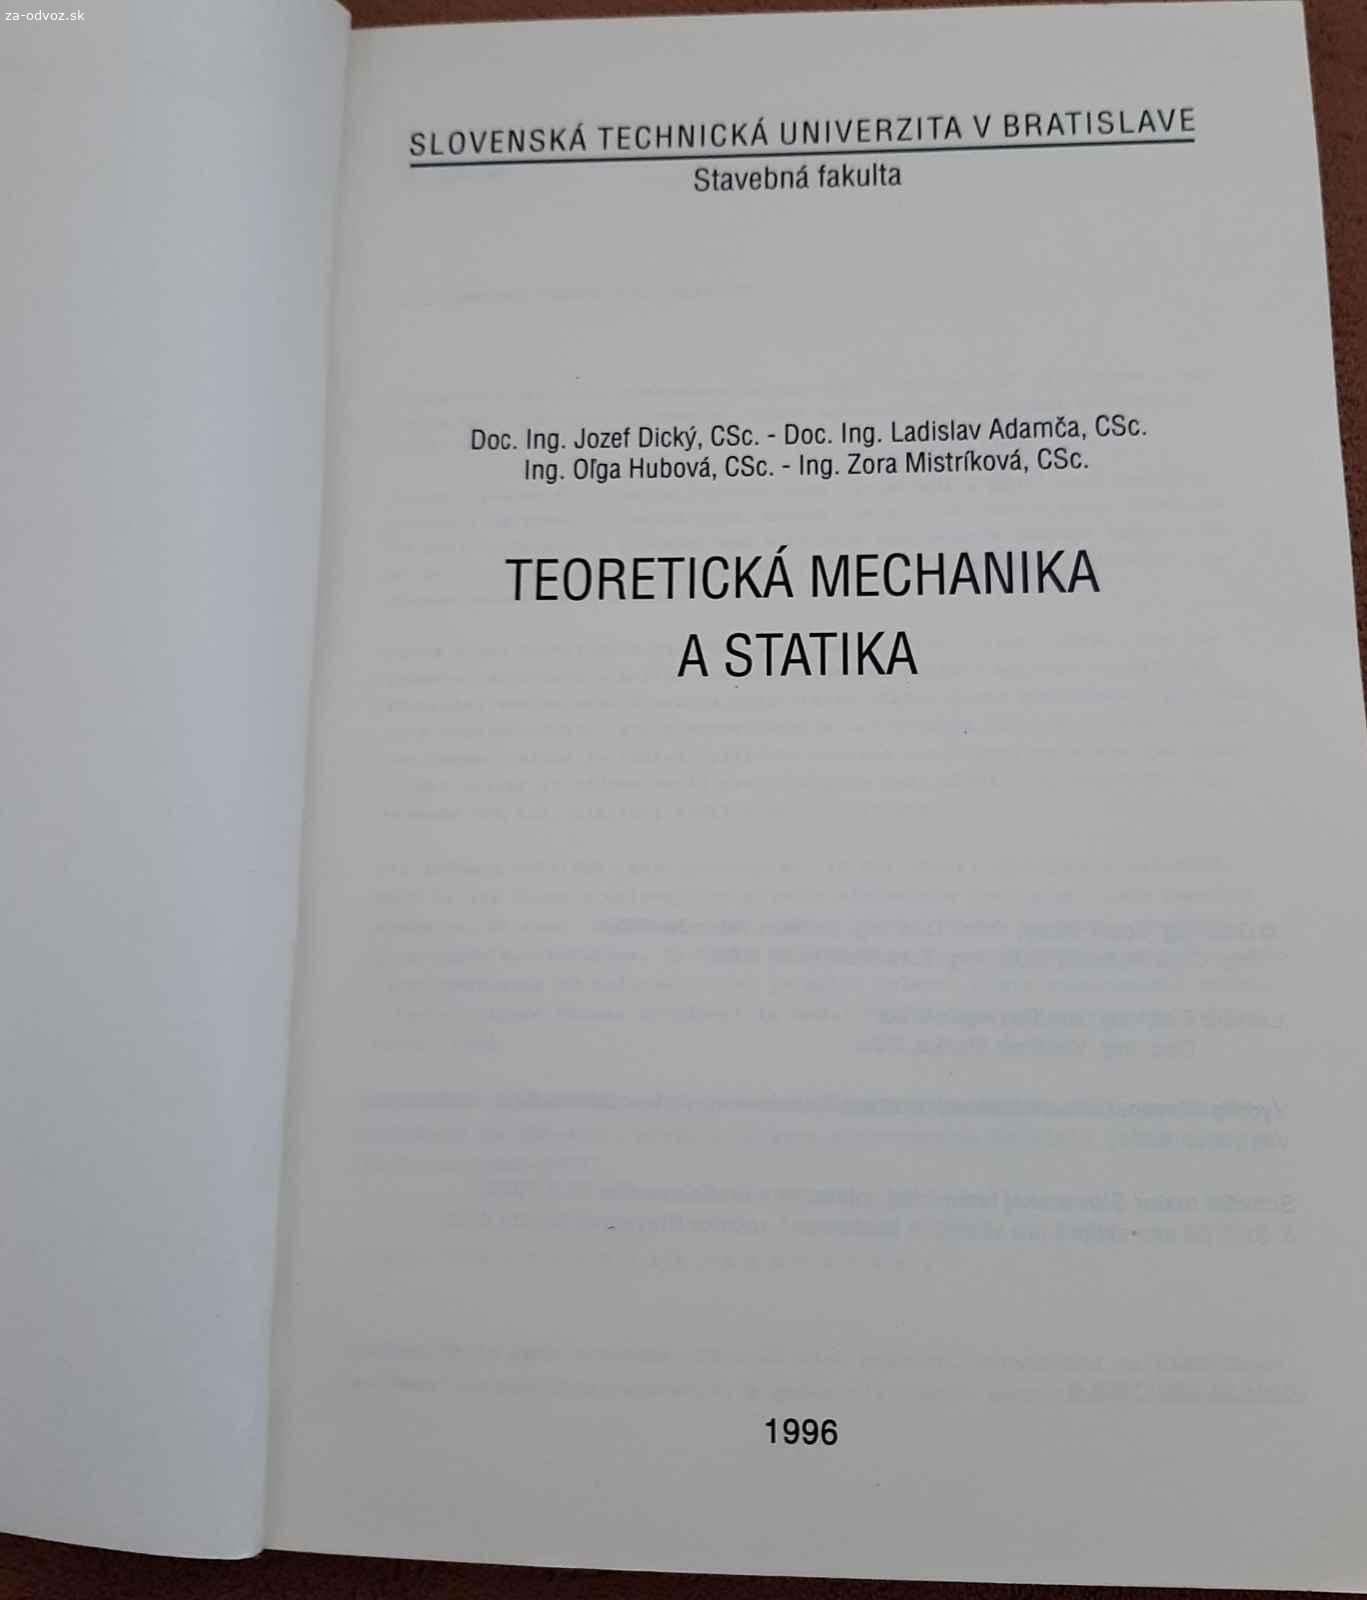 za-odvoz.sk
SLOVENSKÁ TECHNICKÁ UNIVERZITA V BRATISLAVE
Stavebná fakulta
Doc. Ing. Jozef Dický, CSc. - Doc. Ing. Ladislav Adamča, CSc.
Ing. Oľga Hubová, CSc. - Ing. Zora Mistríková, CSc.
TEORETICKÁ MECHANIKA
A STATIKA
1996